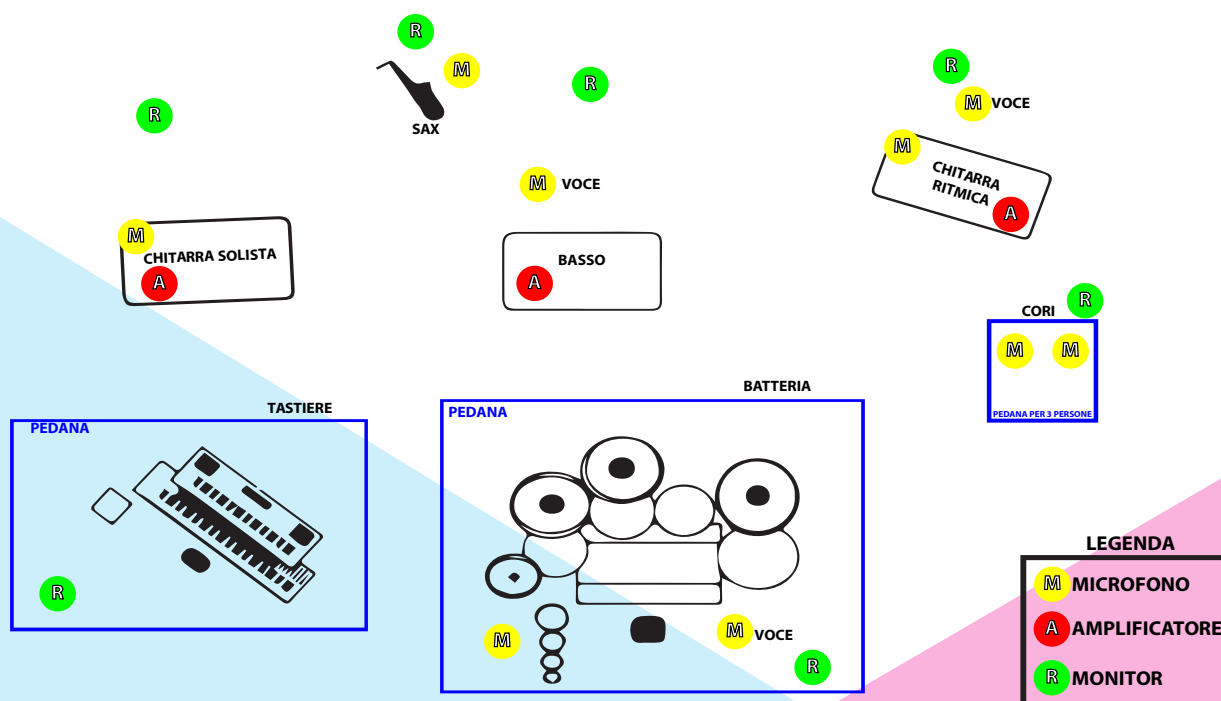 R
R
M
R
R
M VOCE
R
SAX
M
CHITARRA
RITMICA
A
M VOCE
M
CHITARRA SOLISTA
A
BASSO
A
CORI
R
M M
PEDANA PER 3 PERSONE
TASTIERE
PEDANA
R
BATTERIA
PEDANA
M
M VOCE
R
LEGENDA
M MICROFONO
A AMPLIFICATORE
R MONITOR